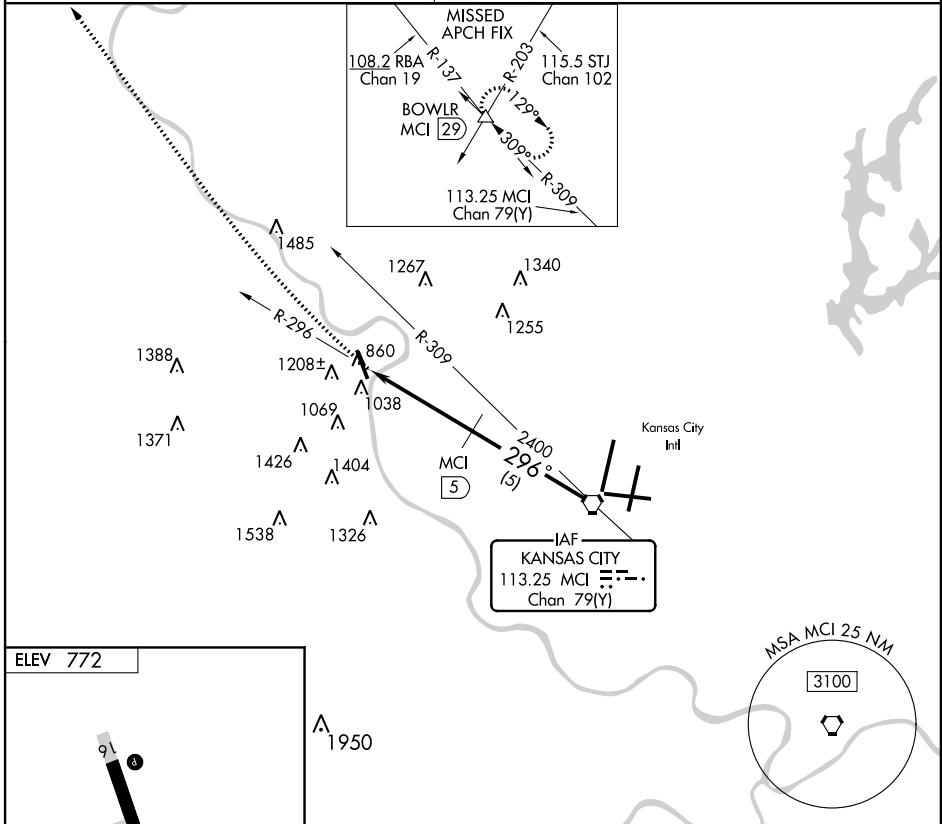 MISSED
APCH FIX
108.2 RBA
Chan 19
R-137
R-203
115.5 STJ
Chan 102
BOWLR
MCI 29
129°
309°
R-309
113.25 MCI
Chan 79(Y)
1485
1267
1340
1255
R-296
R-309
1388
1208±
860
1038
1069
1371
1426
1404
1538
1326
MCI
5
2400
296°
(5)
Kansas City
Intl
IAF
KANSAS CITY
113.25 MCI
Chan 79(Y)
MSA MCI 25 NM
3100
ELEV 772
16
P
1950